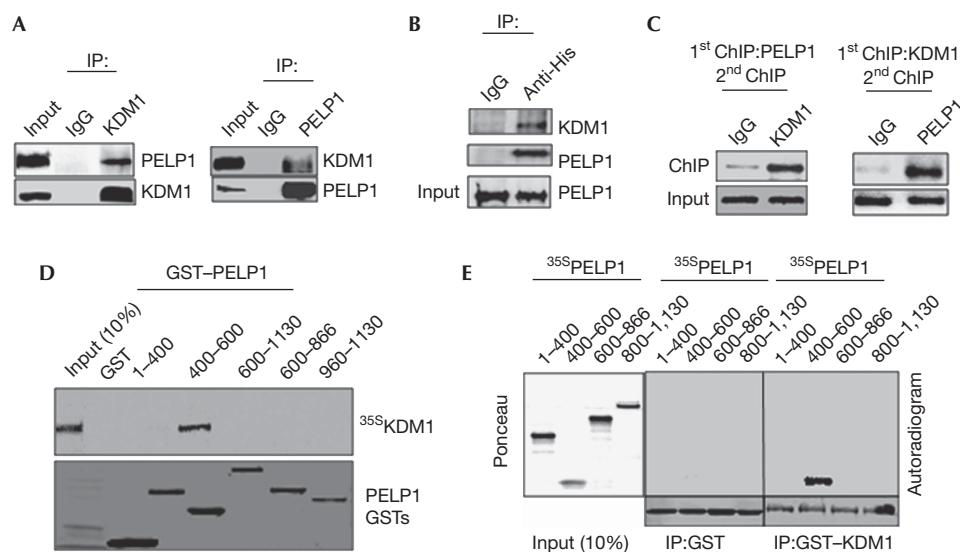 A
IP:
Input
IgG
KDM1
PELP1
KDM1
IP:
Input
IgG
PELP1
KDM1
PELP1
B
IP:
IgG
Anti-His
KDM1
PELP1
Input
PELP1
C
1st ChIP:PELP1
2nd ChIP
IgG
KDM1
ChIP
Input
1st ChIP:KDM1
2nd ChIP
IgG
PELP1
D
GST–PELP1
Input (10%)
GST
1–400
400–600
600–1130
600–866
960–1130
35SKDM1
PELP1
GSTs
E
35SPELP1
35SPELP1
35SPELP1
1–400
400–600
600–866
800–1,130
1–400
400–600
600–866
800–1,130
1–400
400–600
600–866
800–1,130
Ponceau
Autoradiogram
Input (10%)
IP:GST
IP:GST–KDM1